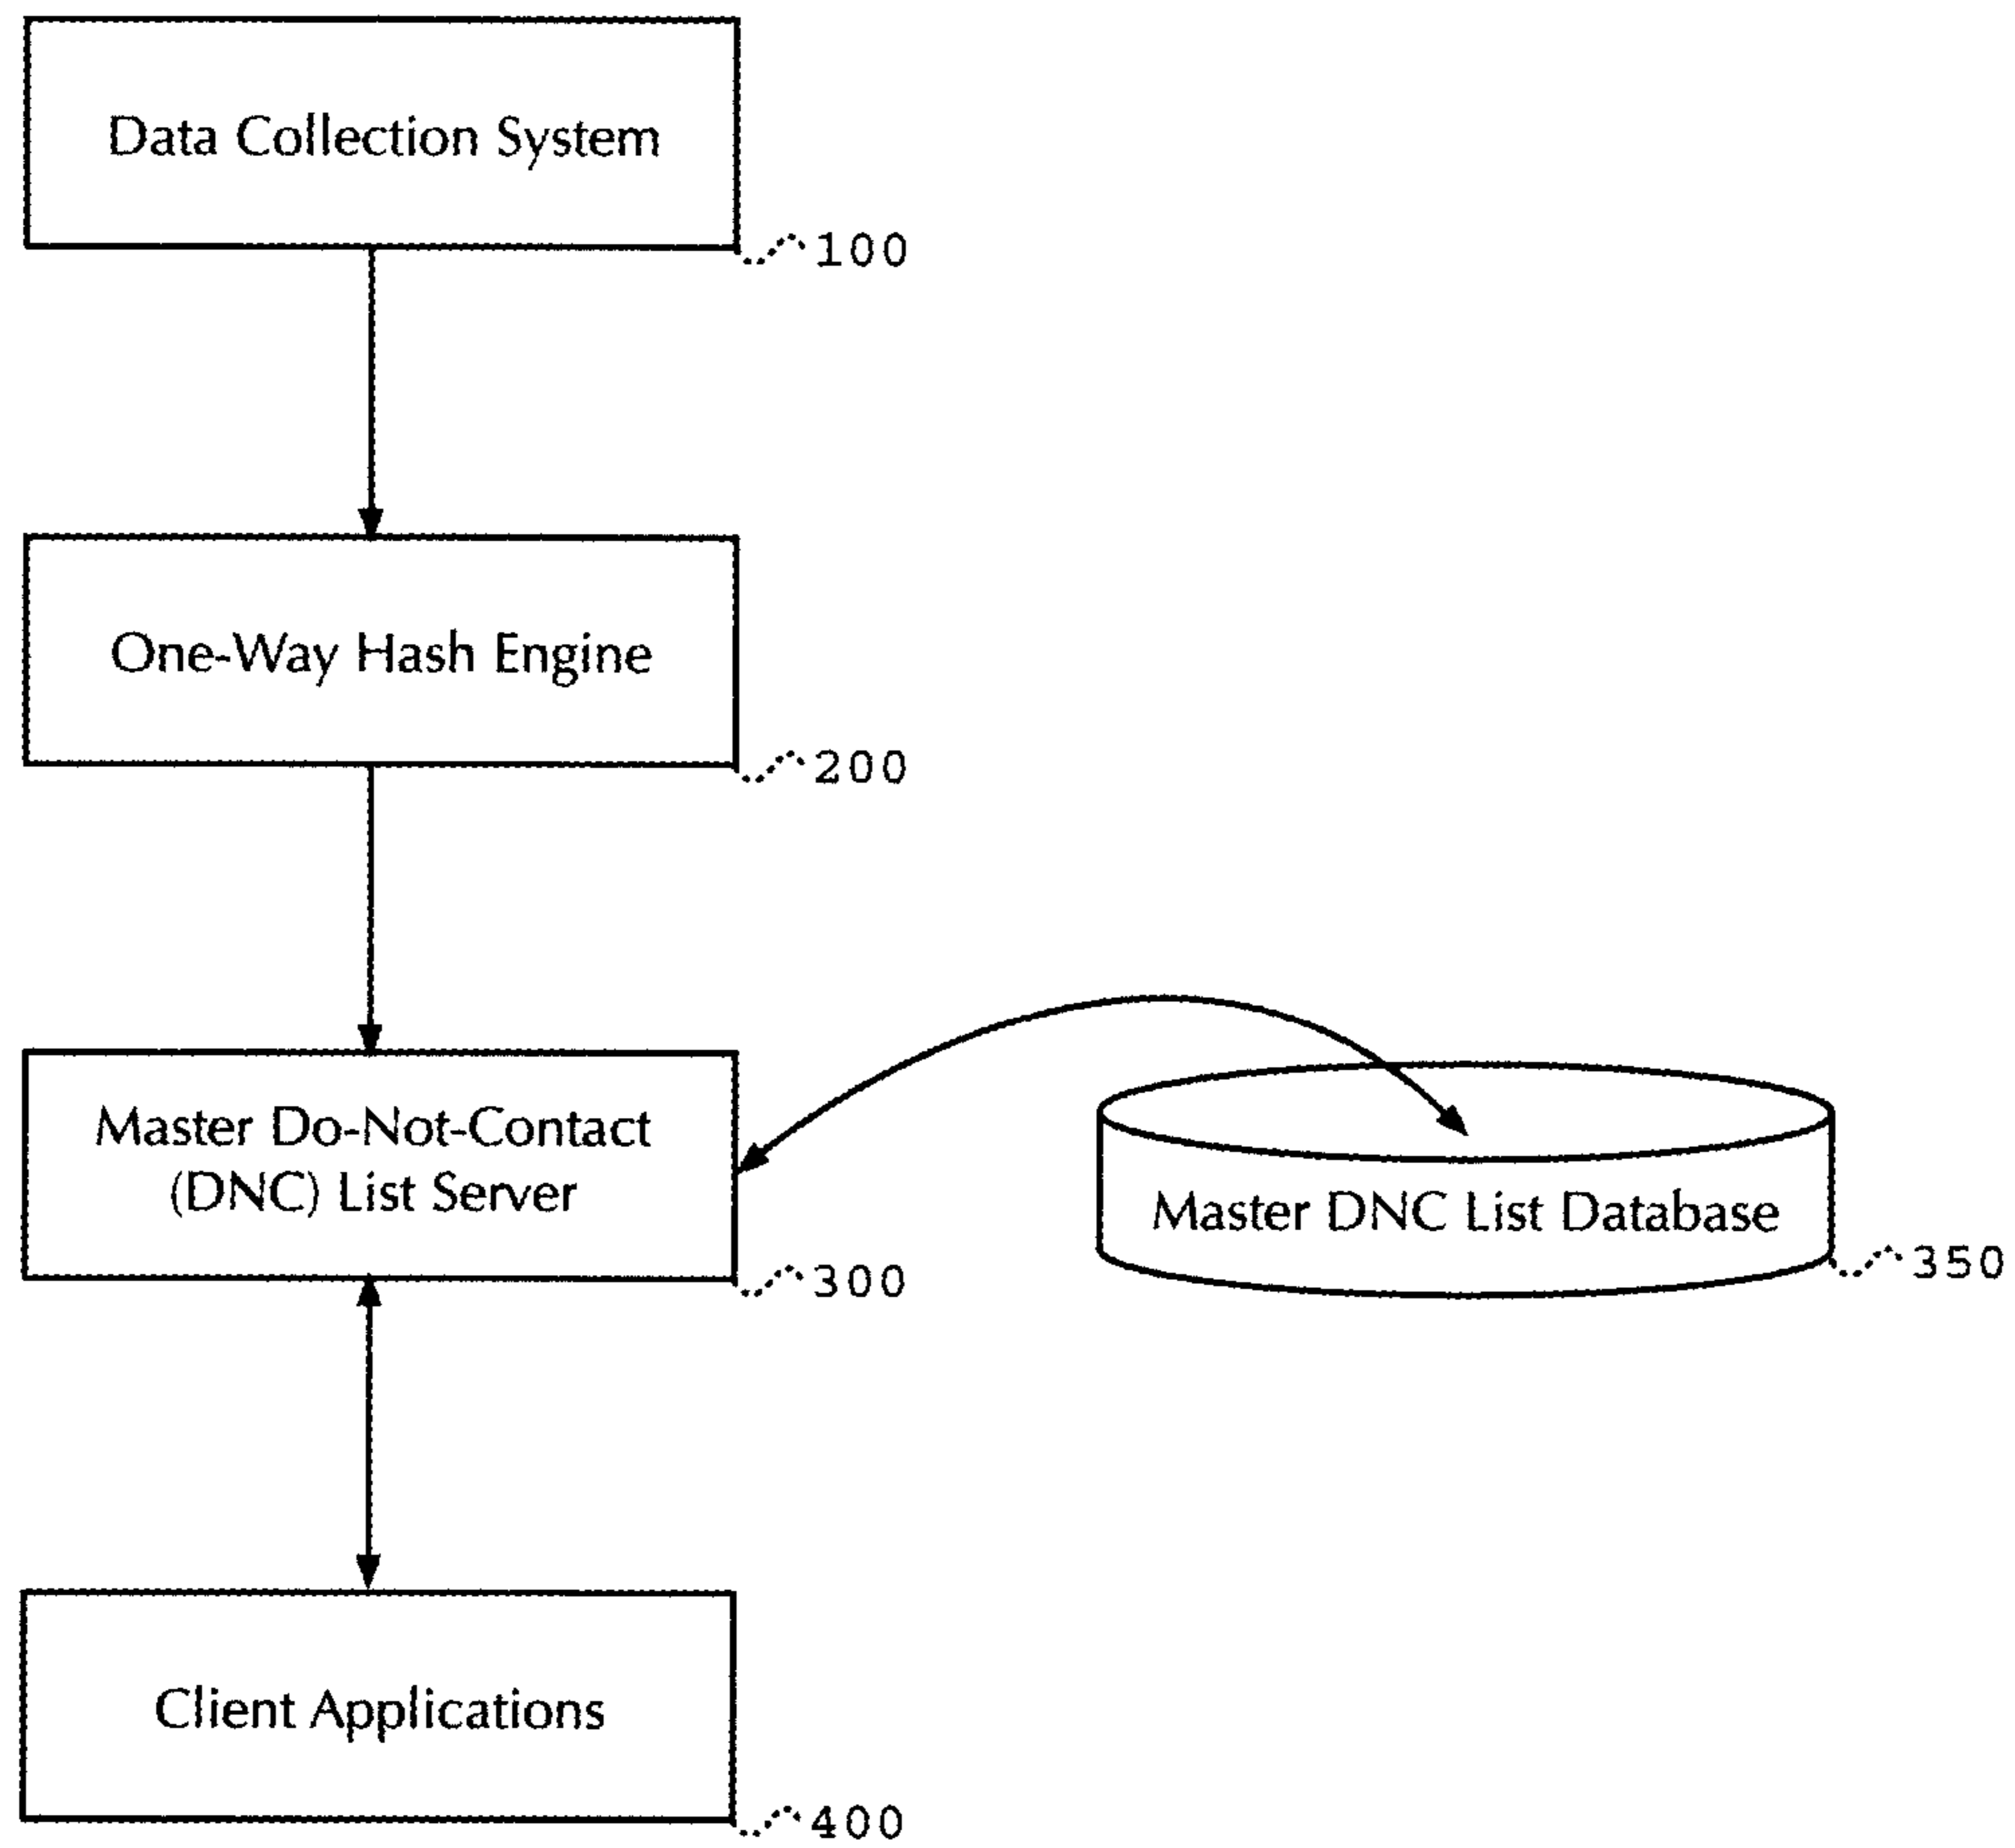 Data Collection System
100
One-Way Hash Engine
200
Master Do-Not-Contact
(DNC) List Server
300
Master DNC List Database
350
Client Applications
400